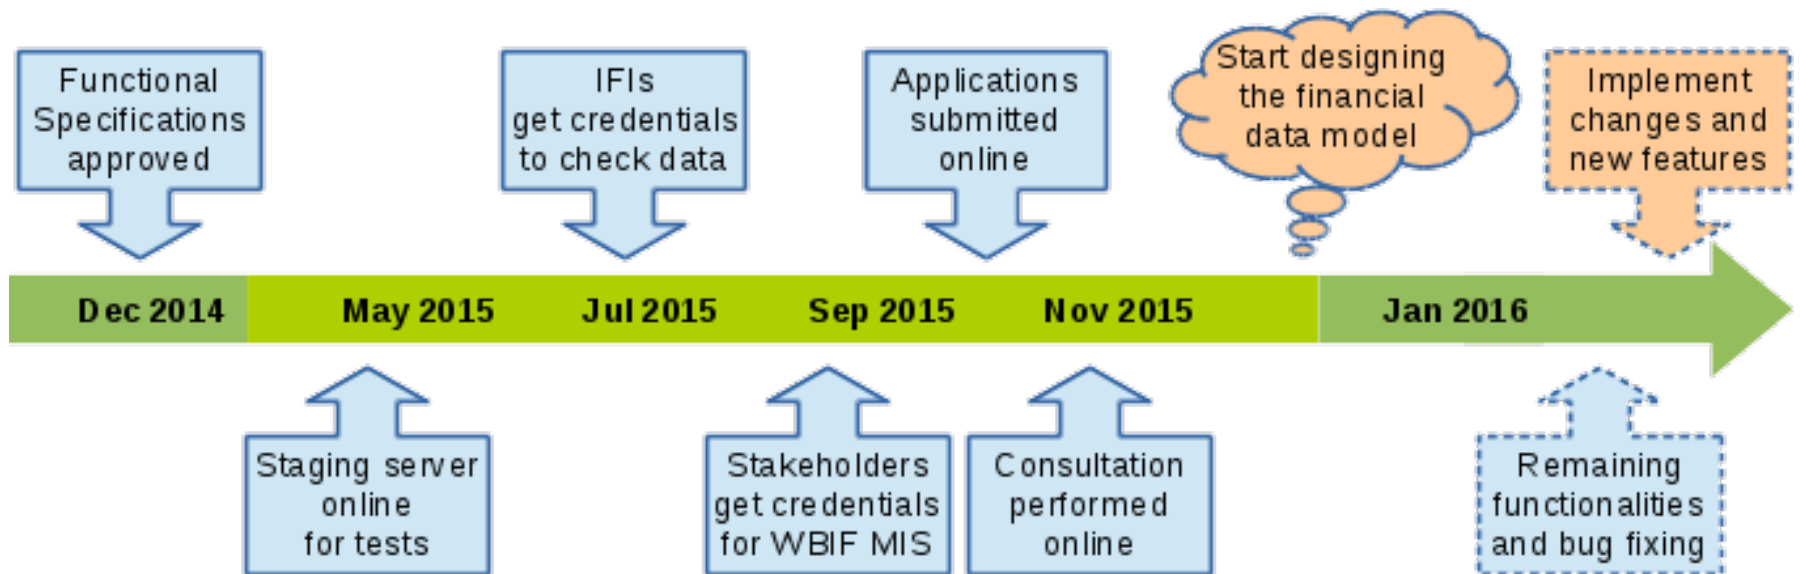 Functional
Specifications
approved
IFIs
get credentials
to check data
Applications
submitted
online
Start designing
the financial
data model
Implement
changes and
new features
Dec 2014
May 2015
Jul 2015
Sep 2015
Nov 2015
Jan 2016
Staging server
online
for tests
Stakeholders
get credentials
for WBIF MIS
Consultation
performed
online
Remaining
functionalities
and bug fixing